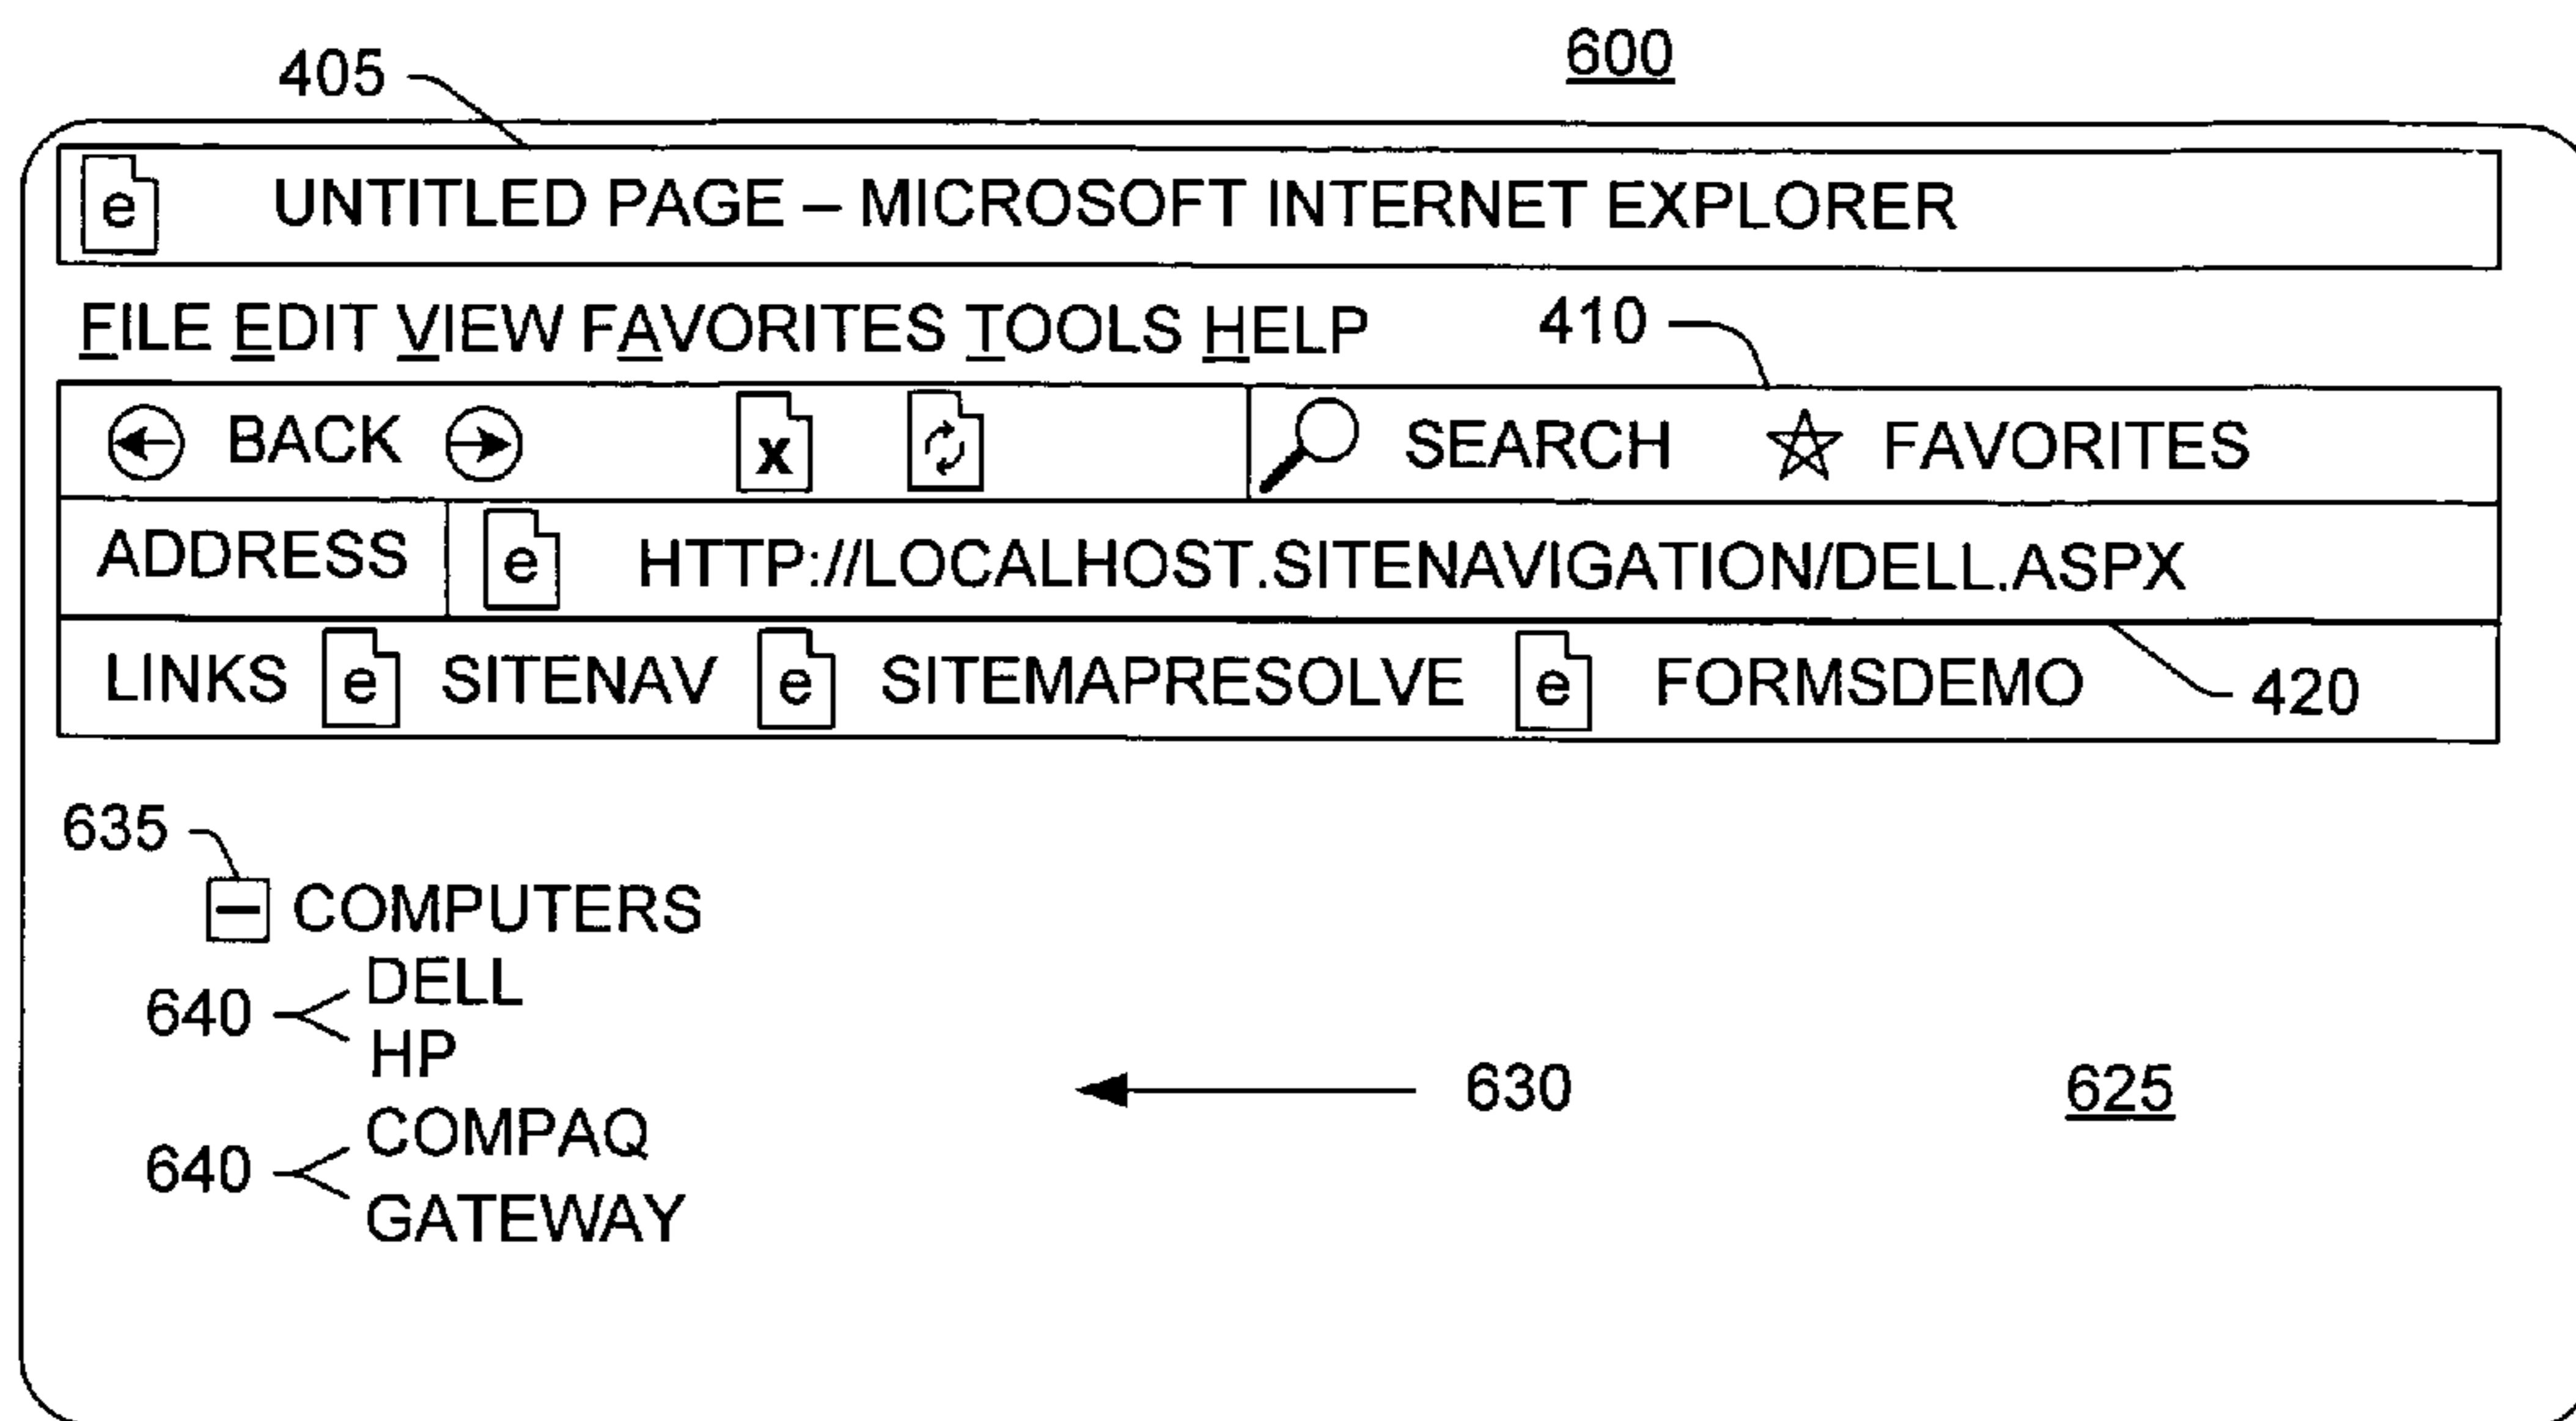 405 600
e UNTITLED PAGE – MICROSOFT INTERNET EXPLORER
FILE EDIT VIEW FAVORITES TOOLS HELP 410
BACK x SEARCH FAVORITES
ADDRESS e HTTP://LOCALHOST.SITENAVIGATION/DELL.ASPX
LINKS e SITENAV e SITEMAPRESOLVE e FORMSDEMO 420
635
COMPUTERS
640 DELL
HP
630 625
640 COMPAQ
GATEWAY